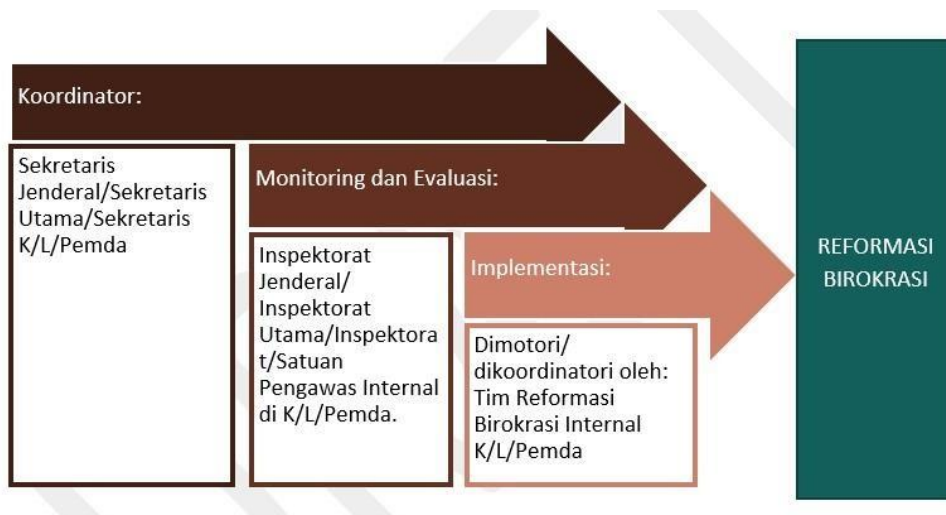 Koordinator:
Sekretaris
Jenderal/Sekretaris
Utama/Sekretaris
K/L/Pemda
Monitoring dan Evaluasi:
Inspektorat
Jenderal/
Inspektorat
Utama/Inspektora
t/Satuan
Pengawas Internal
di K/L/Pemda.
Implementasi:
Dimotori/
dikoordinatori oleh:
Tim Reformasi
Birokrasi Internal
K/L/Pemda
REFORMASI
BIROKRASI